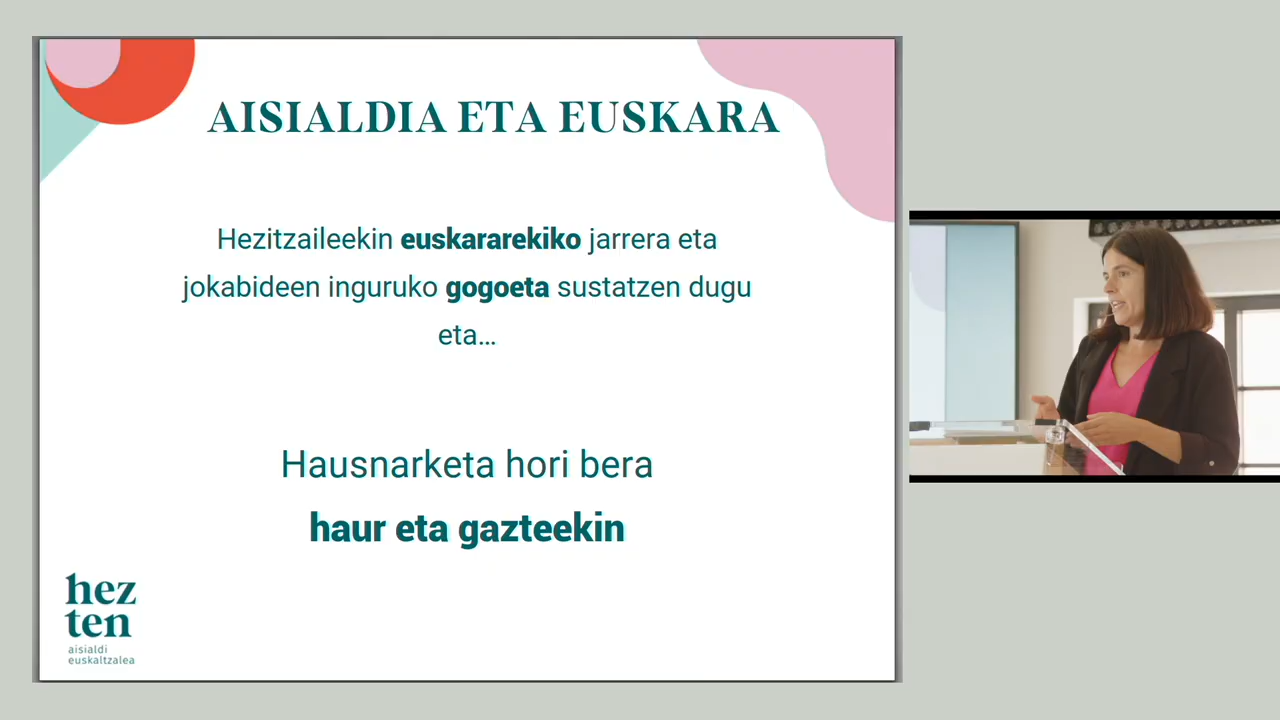 AISIALDIA ETA EUSKARA
Hezitzaileekin euskararekiko jarrera eta
jokabideen inguruko gogoeta sustatzen dugu
eta...
Hausnarketa hori bera
haur eta gazteekin
hez
ten
aisialdi
euskaltzalea